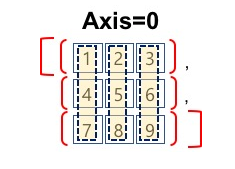 Axis=0
[ [ 1 2 3 ] ,
[ 4 5 6 ] ,
[ 7 8 9 ] ]